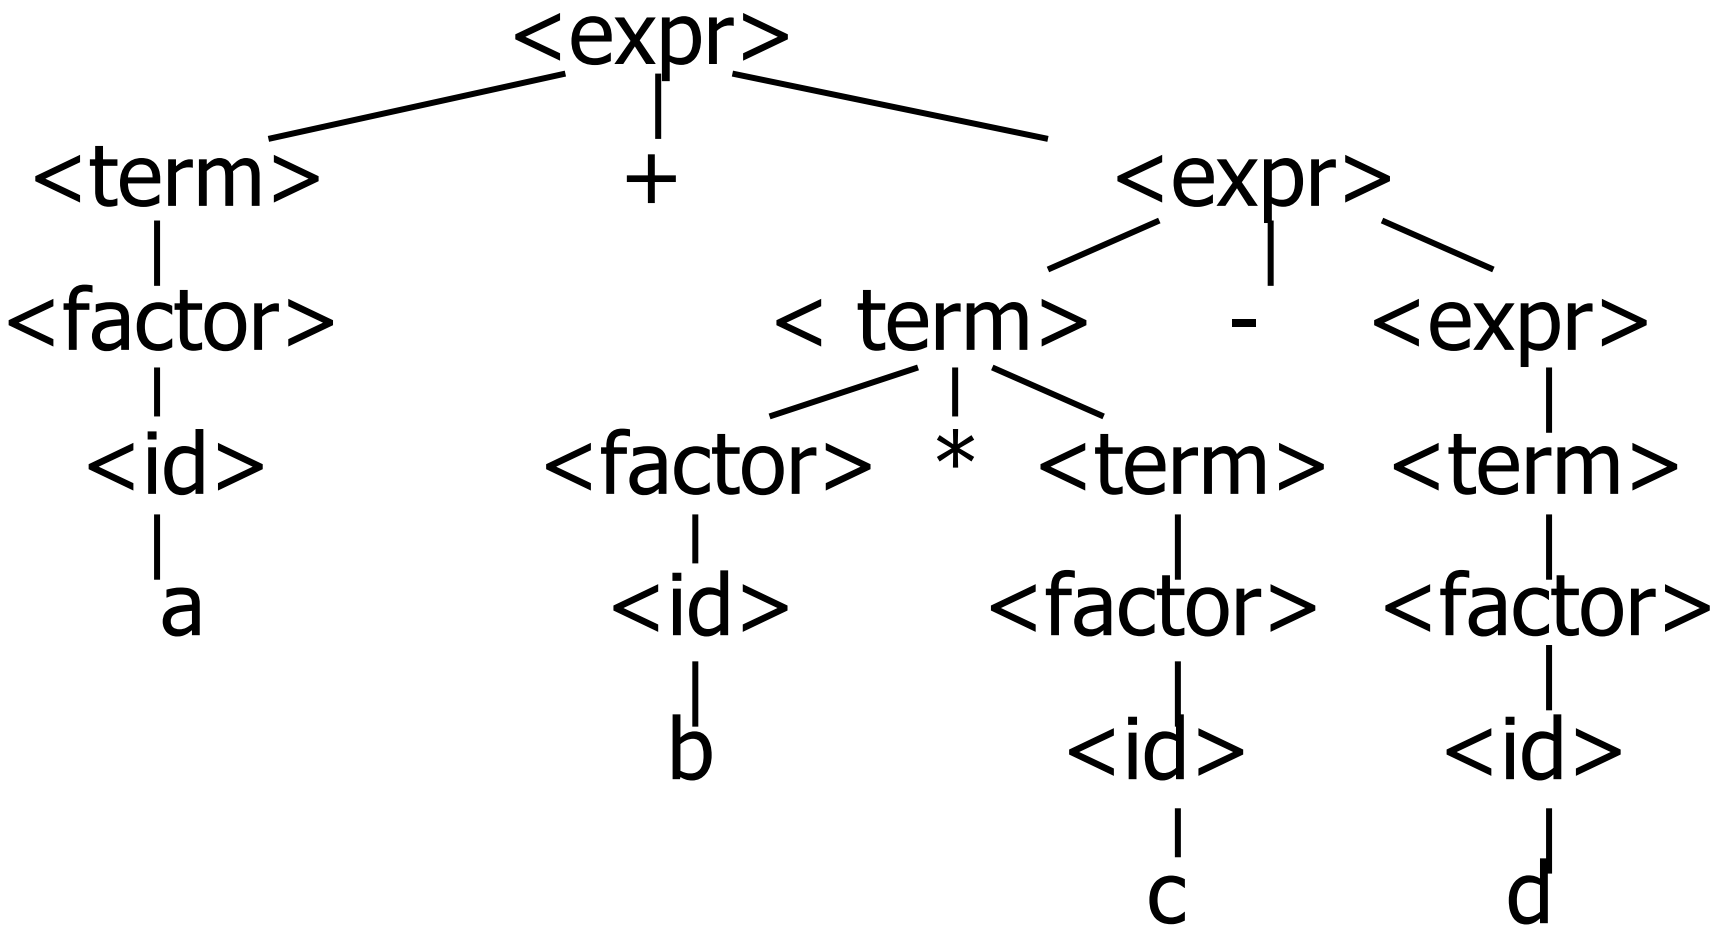 <expr>
<term> + <expr>
<factor> < term> - <expr>
<id> <factor> * <term> <term>
a <id> <factor> <factor>
b <id> <id>
c d